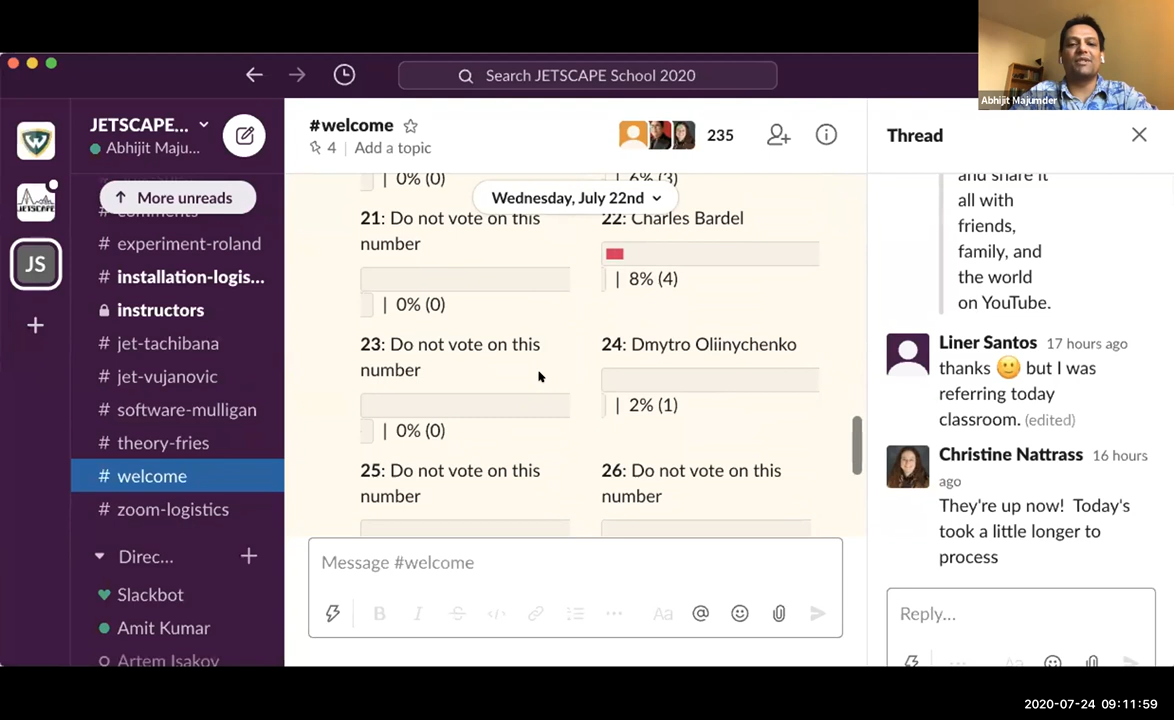 Search JETSCAPE School 2020
Abhijit Majumder
JETSCAPE...
Abhijit Maju...
More unreads
# comments
# experiment-roland
# installation-logis...
instructors
# jet-tachibana
# jet-vujanovic
# software-mulligan
# theory-fries
# welcome
# zoom-logistics
Direc...
Slackbot
Amit Kumar
Artem Isakov
JETSCAPE
JS
#welcome
4 | Add a topic
235
Wednesday, July 22nd
| 0% (0)
6% (3)
21: Do not vote on this
number
| 0% (0)
22: Charles Bardel
| 8% (4)
23: Do not vote on this
number
| 0% (0)
24: Dmytro Oliinychenko
| 2% (1)
25: Do not vote on this
number
26: Do not vote on this
number
Message #welcome
B I S </> Aa @
Thread
and share it
all with
friends,
family, and
the world
on YouTube.
Liner Santos 17 hours ago
thanks 🙂 but I was
referring today
classroom. (edited)
Christine Nattrass 16 hours
ago
They're up now! Today's
took a little longer to
process
Reply...
Aa
2020-07-24 09:11:59